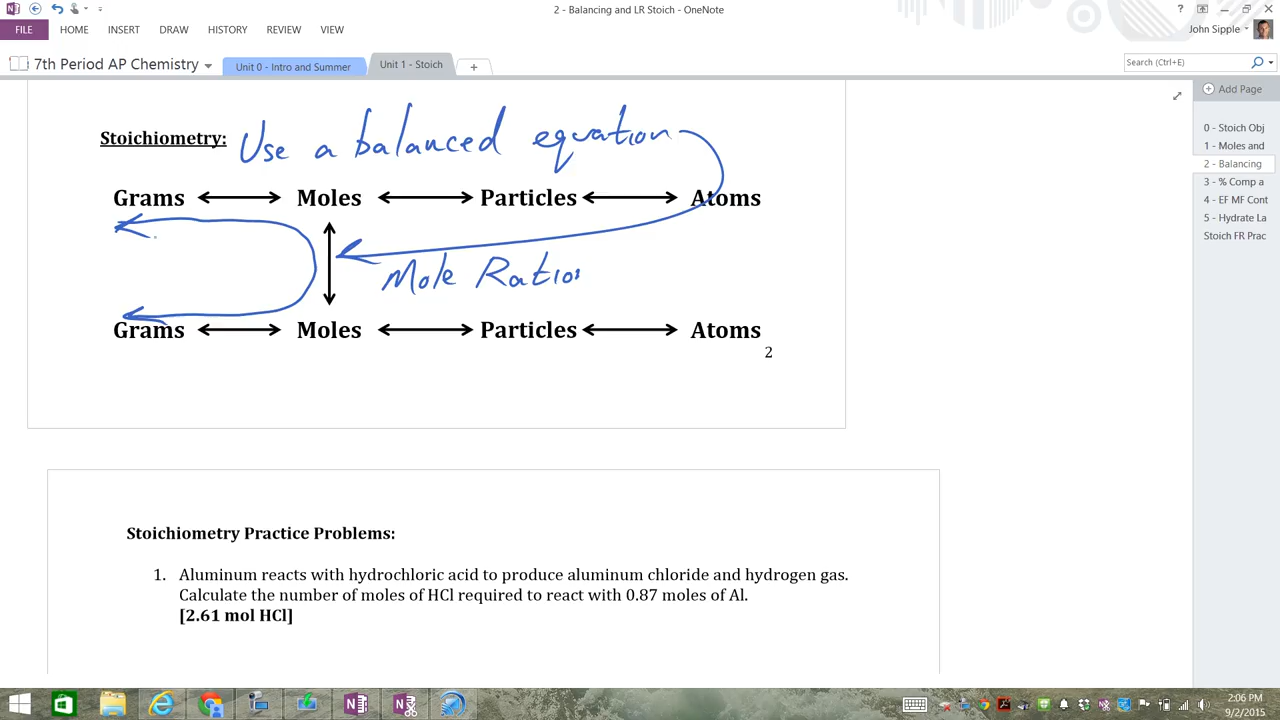 2 - Balancing and LR Stoich - OneNote
?
FILE HOME INSERT DRAW HISTORY REVIEW VIEW
John Sipple
7th Period AP Chemistry
Unit 0 - Intro and Summer
Unit 1 - Stoich
+
Search (Ctrl+E)
Add Page
0 - Stoich Obj
1 - Moles and
2 - Balancing
3 - % Comp a
4 - EF MF Cont
5 - Hydrate La
Stoich FR Prac
Stoichiometry: Use a balanced equation
Grams Moles Particles Atoms
Mole Ratios
Grams Moles Particles Atoms
2
Stoichiometry Practice Problems:
1. Aluminum reacts with hydrochloric acid to produce aluminum chloride and hydrogen gas.
Calculate the number of moles of HCl required to react with 0.87 moles of Al.
[2.61 mol HCl]
2:06 PM
9/2/2015